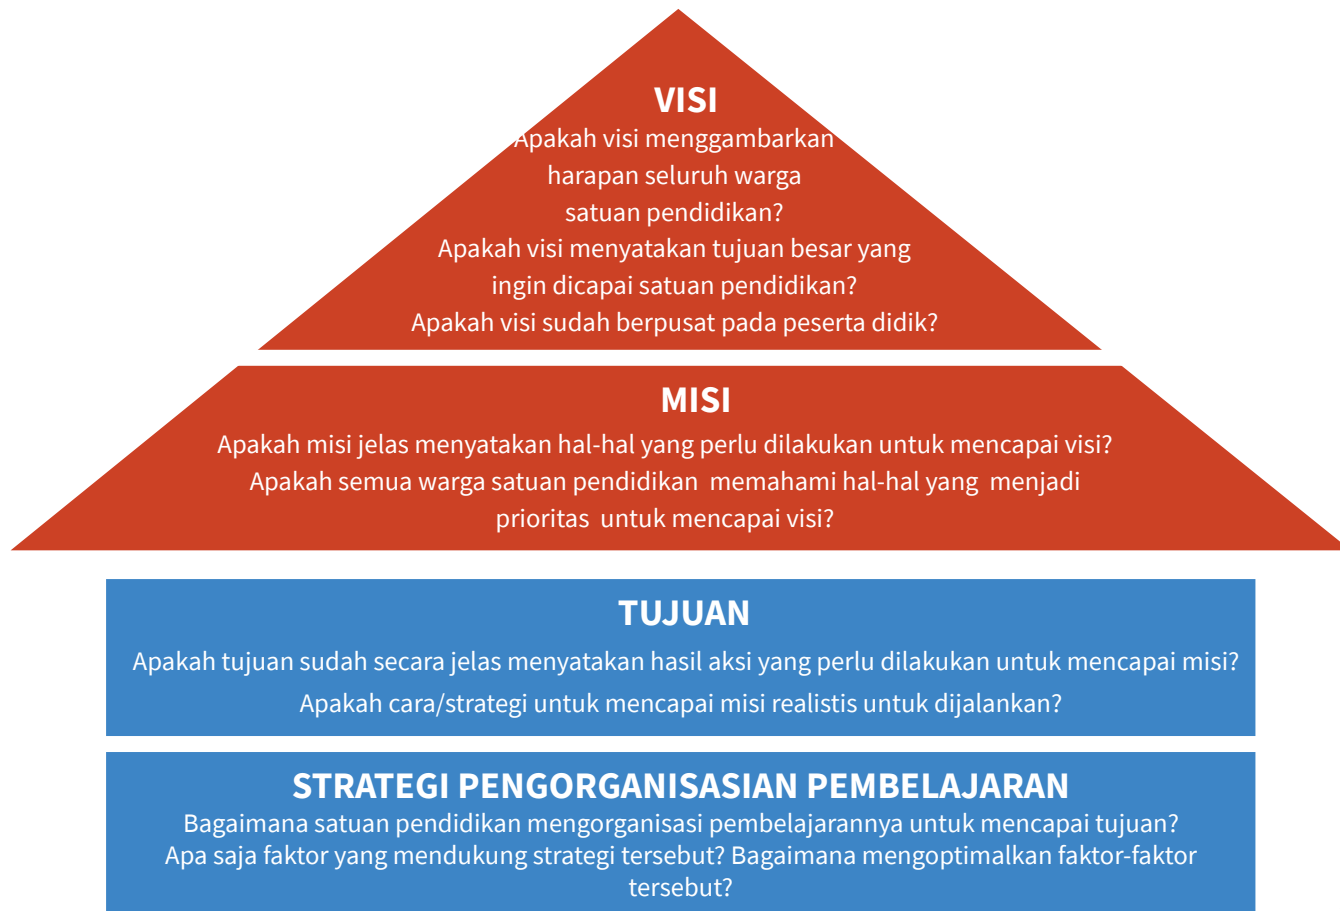 VISI
Apakah visi menggambarkan
harapan seluruh warga
satuan pendidikan?
Apakah visi menyatakan tujuan besar yang
ingin dicapai satuan pendidikan?
Apakah visi sudah berpusat pada peserta didik?
MISI
Apakah misi jelas menyatakan hal-hal yang perlu dilakukan untuk mencapai visi?
Apakah semua warga satuan pendidikan memahami hal-hal yang menjadi
prioritas untuk mencapai visi?
TUJUAN
Apakah tujuan sudah secara jelas menyatakan hasil aksi yang perlu dilakukan untuk mencapai misi?
Apakah cara/strategi untuk mencapai misi realistis untuk dijalankan?
STRATEGI PENGORGANISASIAN PEMBELAJARAN
Bagaimana satuan pendidikan mengorganisasi pembelajarannya untuk mencapai tujuan?
Apa saja faktor yang mendukung strategi tersebut? Bagaimana mengoptimalkan faktor-faktor
tersebut?